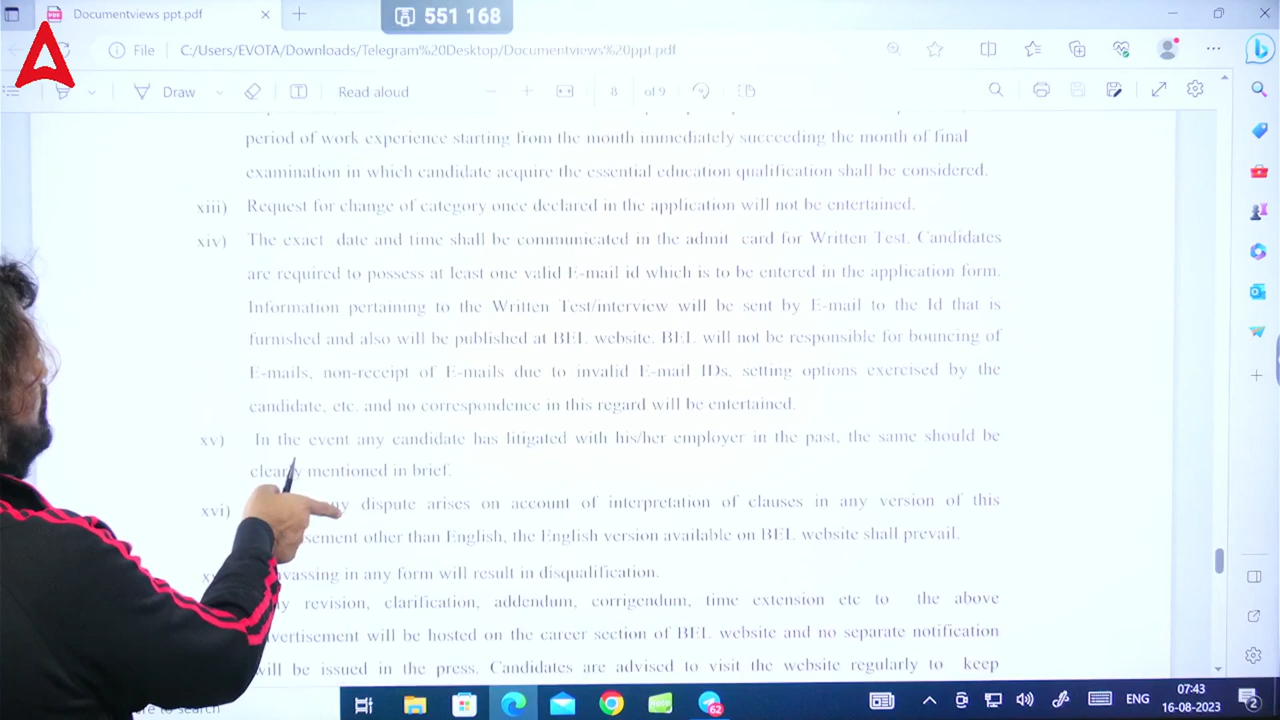 Documentviews ppt.pdf
551 168
File
C:/Users/EVOTA/Downloads/Telegram%20Desktop/Documentviews%20ppt.pdf
Draw
Read aloud
8 of 9
period of work experience starting from the month immediately succeeding the month of final
examination in which candidate acquire the essential education qualification shall be considered.
xiii) Request for change of category once declared in the application will not be entertained.
xiv) The exact date and time shall be communicated in the admit card for Written Test. Candidates
are required to possess at least one valid E-mail id which is to be entered in the application form.
Information pertaining to the Written Test/interview will be sent by E-mail to the Id that is
furnished and also will be published at BEL website. BEL will not be responsible for bouncing of
E-mails, non-receipt of E-mails due to invalid E-mail IDs, setting options exercised by the
candidate, etc. and no correspondence in this regard will be entertained.
xv) In the event any candidate has litigated with his/her employer in the past, the same should be
clearly mentioned in brief.
xvi) dispute arises on account of interpretation of clauses in any version of this
other than English, the English version available on BEL website shall prevail.
in any form will result in disqualification.
revision, clarification, addendum, corrigendum, time extension etc to the above
will be hosted on the career section of BEL website and no separate notification
will be issued in the press. Candidates are advised to visit the website regularly to keep
to search
62
ENG
07:43
16-08-2023
2